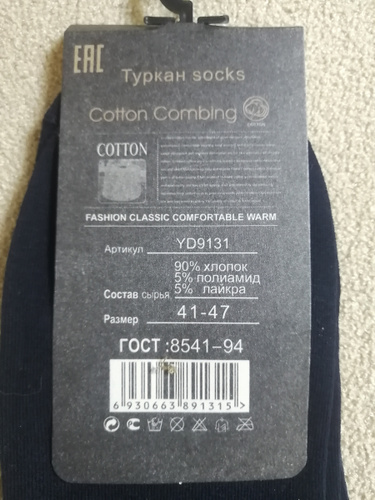 EAC
Туркан socks
Cotton Combing
COTTON
COTTON
FASHION CLASSIC COMFORTABLE WARM
Артикул YD9131
90% хлопок
5% полиамид
Состав сырья 5% лайкра
Размер 41-47
ГОСТ :8541-94
6 930663 891315